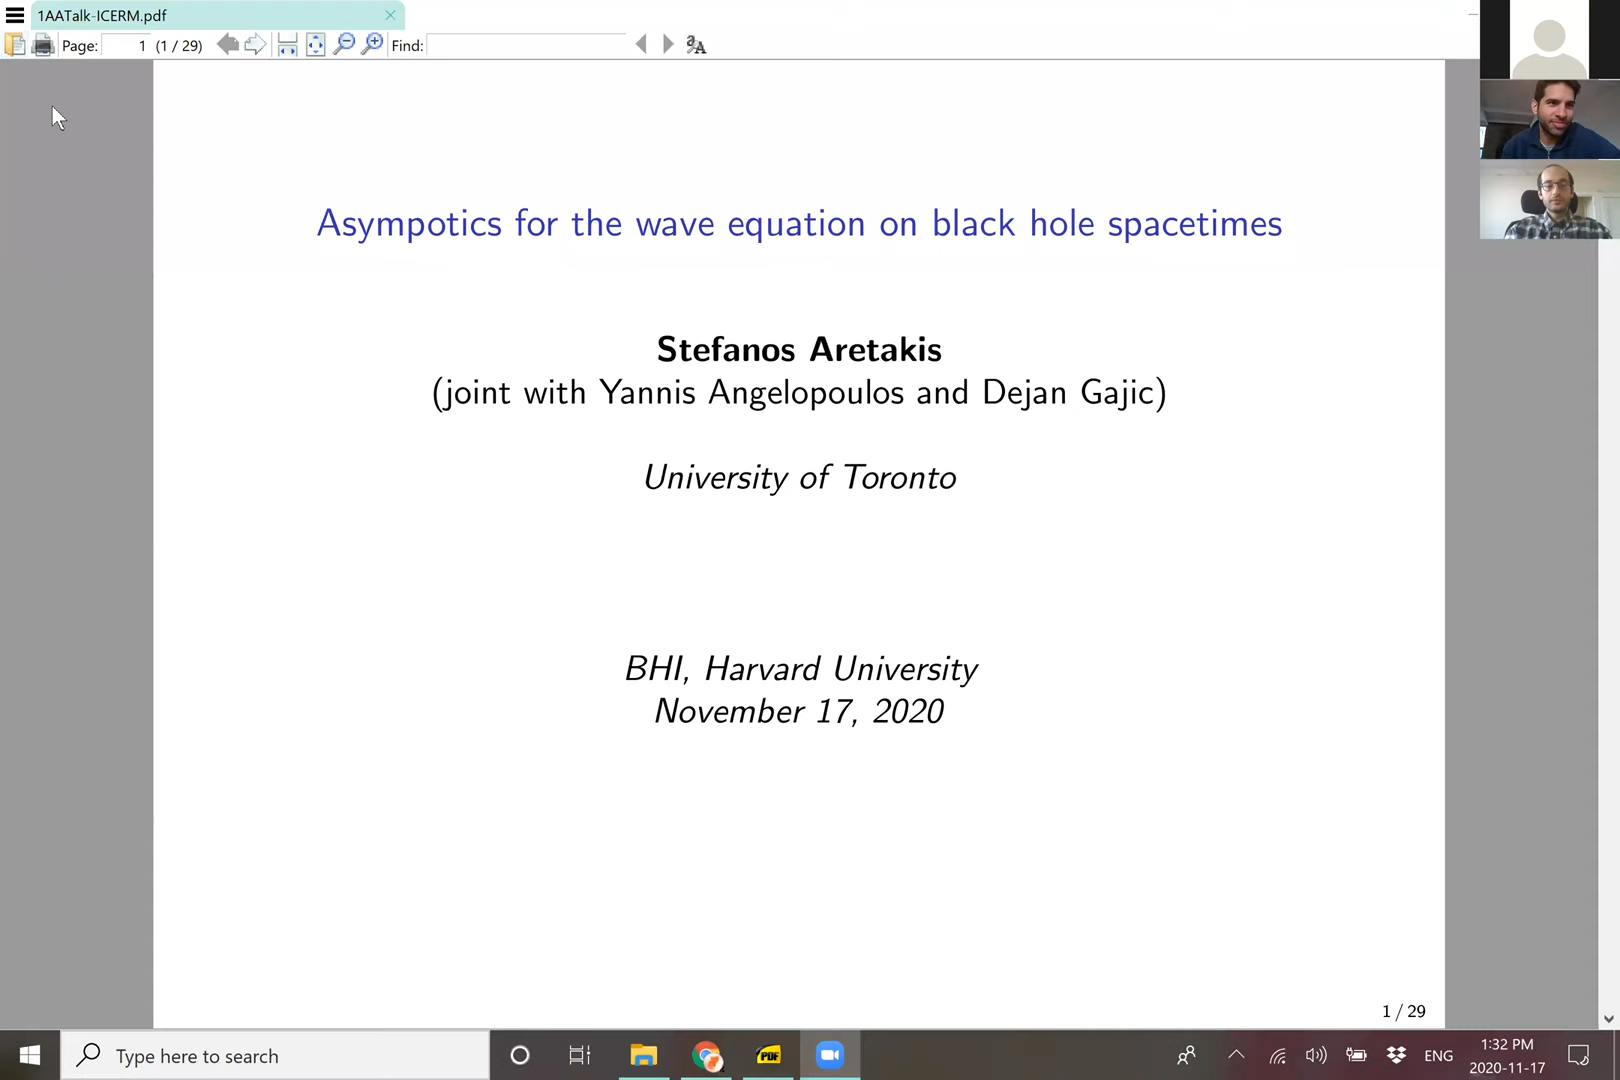 1AATalk-ICERM.pdf
Page: 1 (1 / 29) Find:
Asympotics for the wave equation on black hole spacetimes
Stefanos Aretakis
(joint with Yannis Angelopoulos and Dejan Gajic)
University of Toronto
BHI, Harvard University
November 17, 2020
1 / 29
Type here to search
PDF
ENG
1:32 PM
2020-11-17